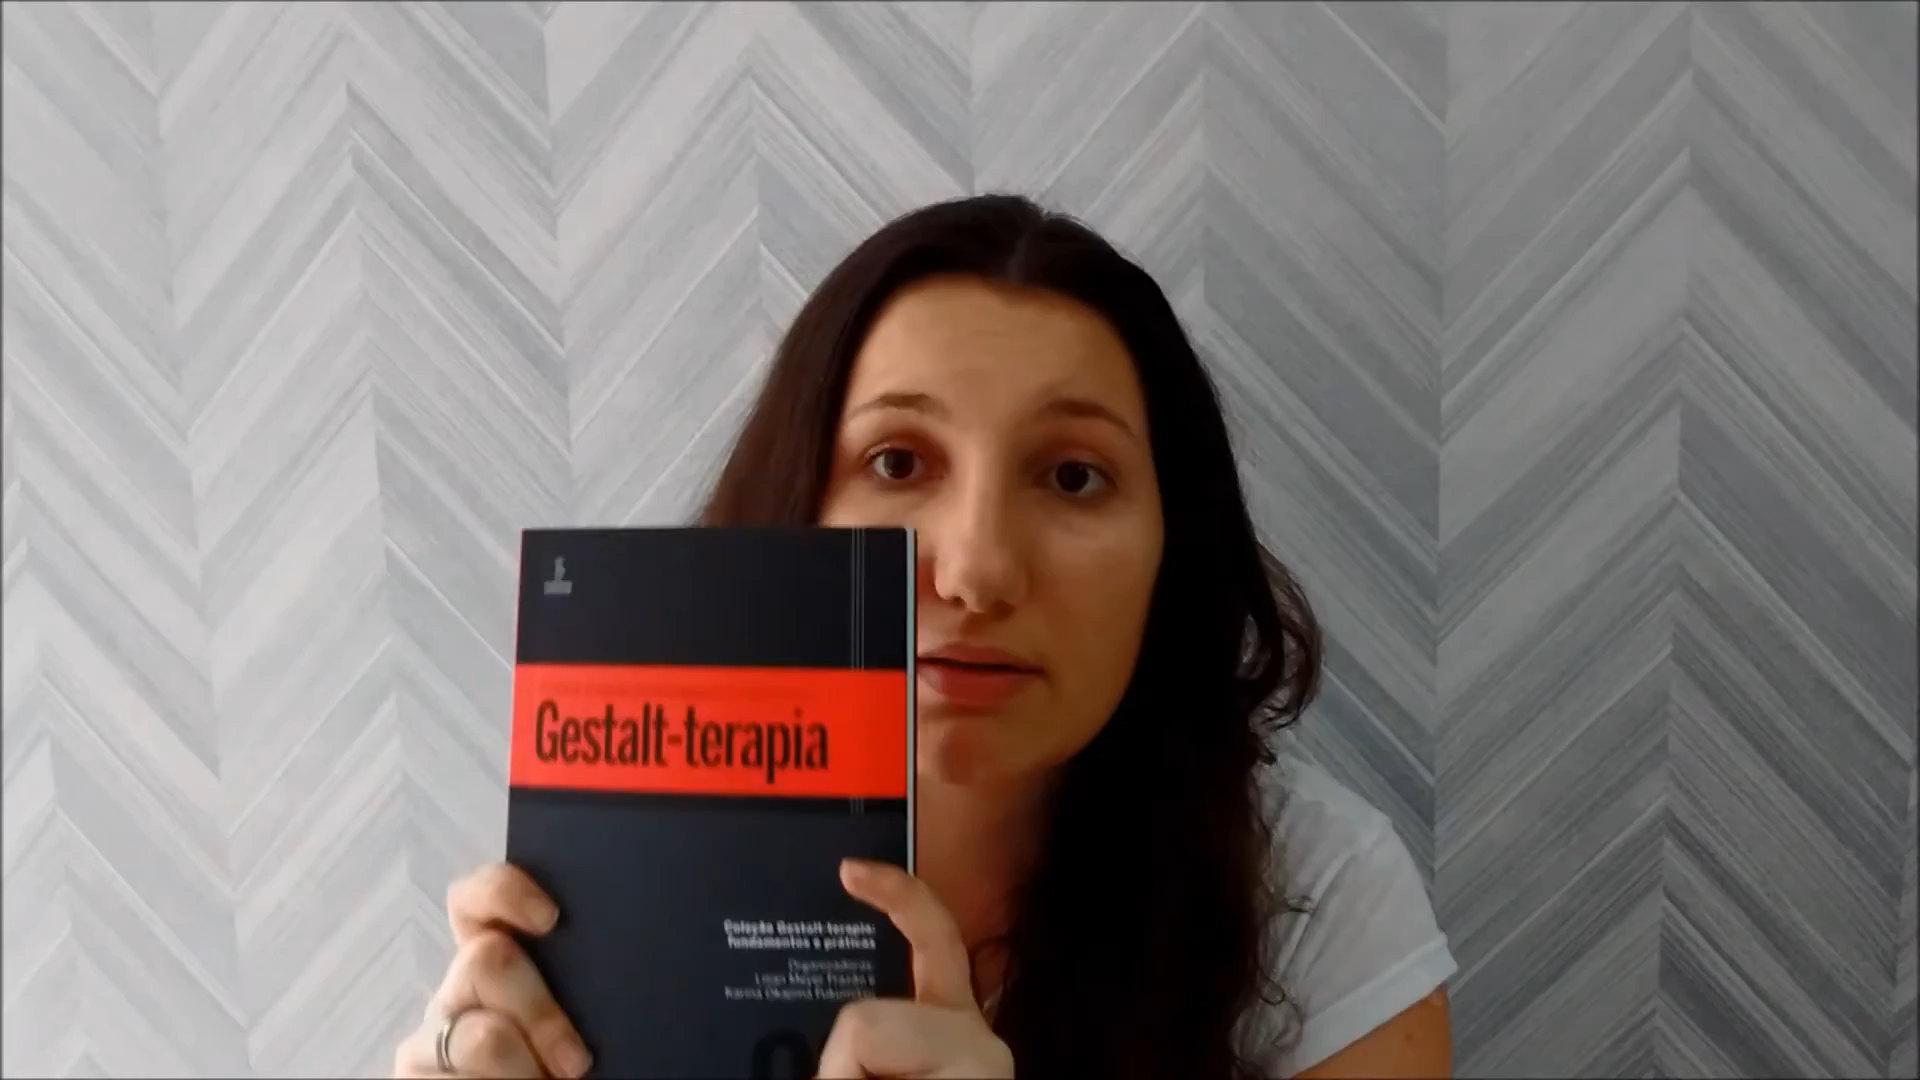 Gestalt-terapia
Coleção Gestalt-terapia:
fundamentos e práticas
Organizadoras:
Lilian Meyer Frazão e
Karina Okajima Fukumitsu